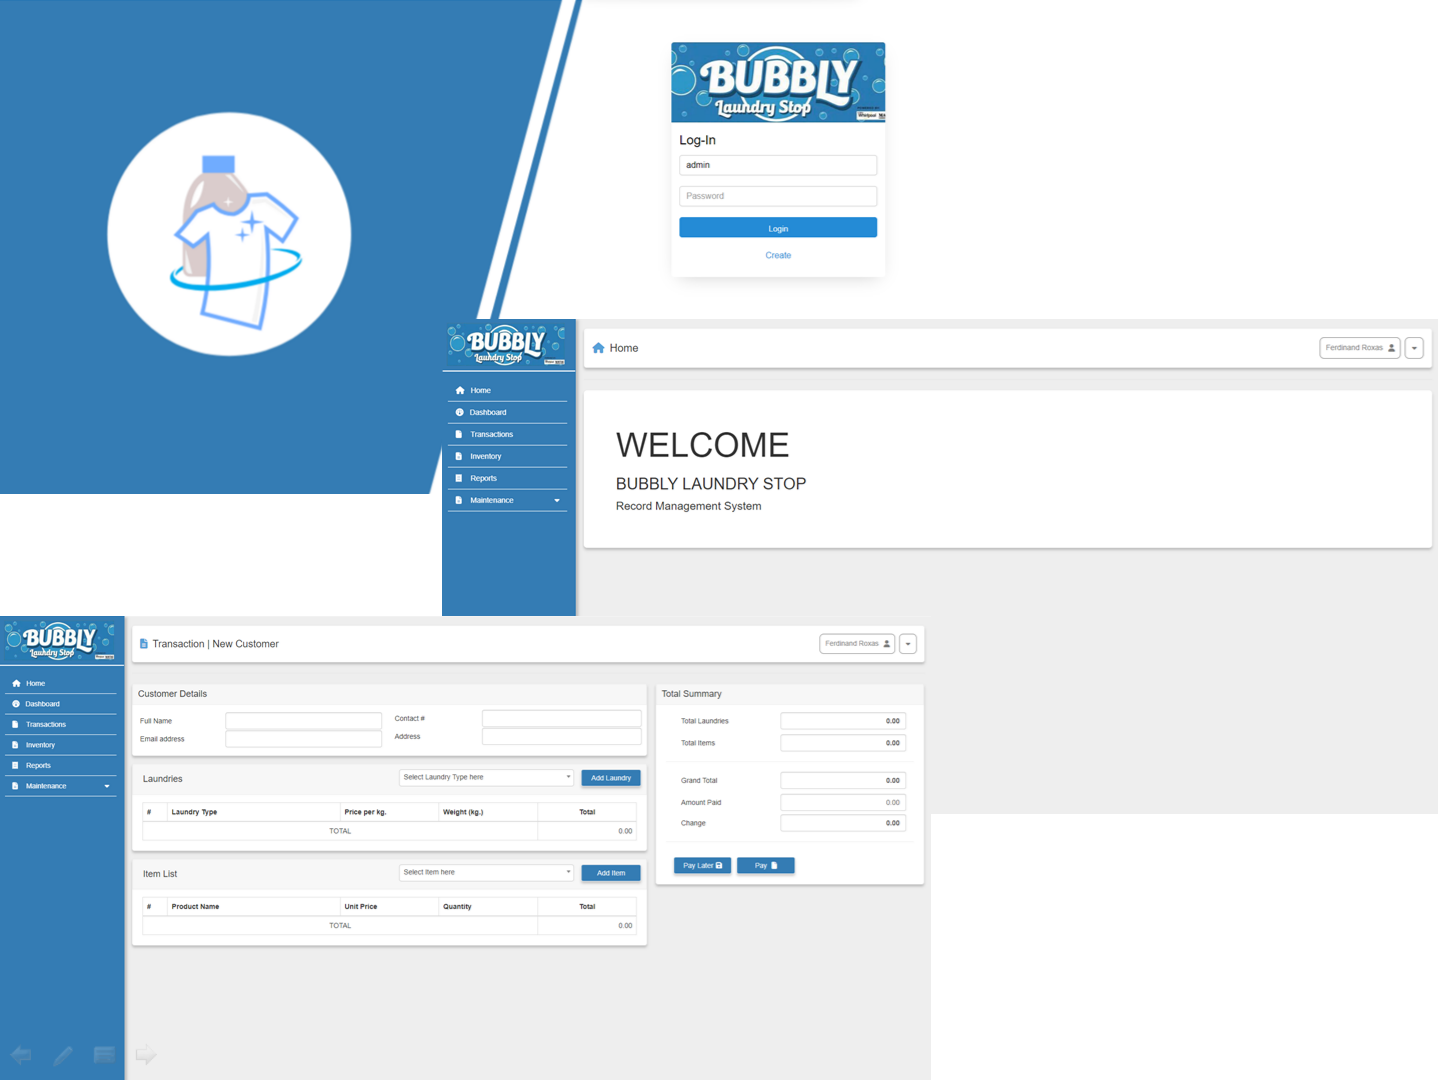 BUBBLY
Laundry Stop
Log-In
admin
Password
Login
Create
BUBBLY
Laundry Stop
Home
Dashboard
Transactions
Inventory
Reports
Maintenance
Home
Ferdinand Roxas
WELCOME
BUBBLY LAUNDRY STOP
Record Management System
BUBBLY
Laundry Stop
Home
Dashboard
Transactions
Inventory
Reports
Maintenance
Transaction | New Customer
Ferdinand Roxas
Customer Details
Full Name
Contact #
Email address
Address
Laundries
Select Laundry Type here
Add Laundry
# Laundry Type Price per kg. Weight (kg.) Total
TOTAL 0.00
Item List
Select Item here
Add Item
# Product Name Unit Price Quantity Total
TOTAL 0.00
Total Summary
Total Laundries 0.00
Total Items 0.00
Grand Total 0.00
Amount Paid 0.00
Change 0.00
Pay Later
Pay